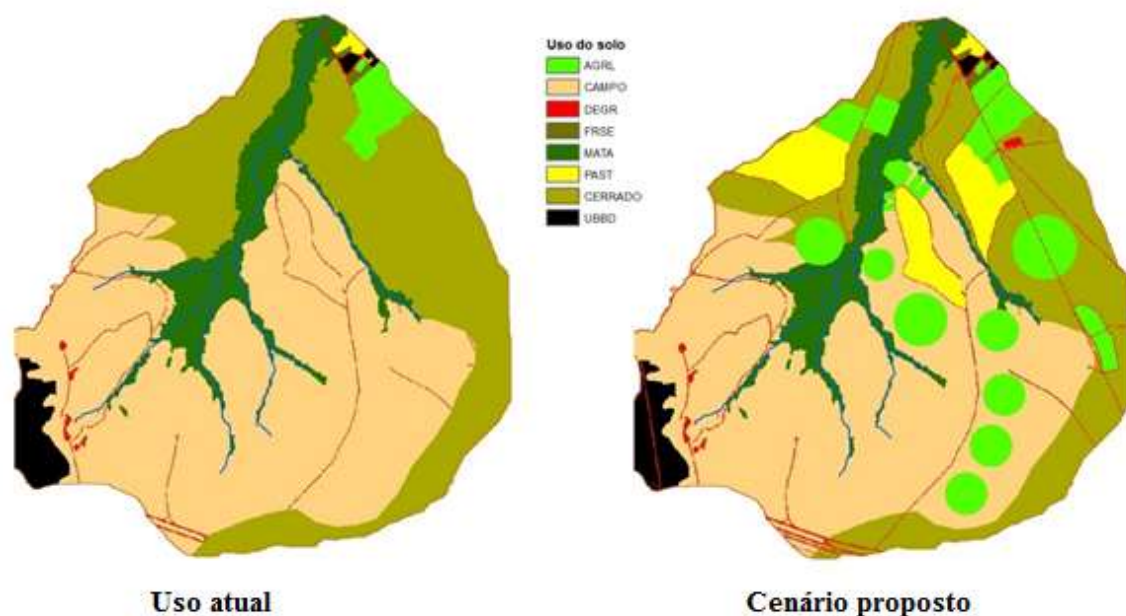 Uso do solo
AGRL
CAMPO
DEGR
FRSE
MATA
PAST
CERRADO
UBBD
Uso atual
Cenário proposto